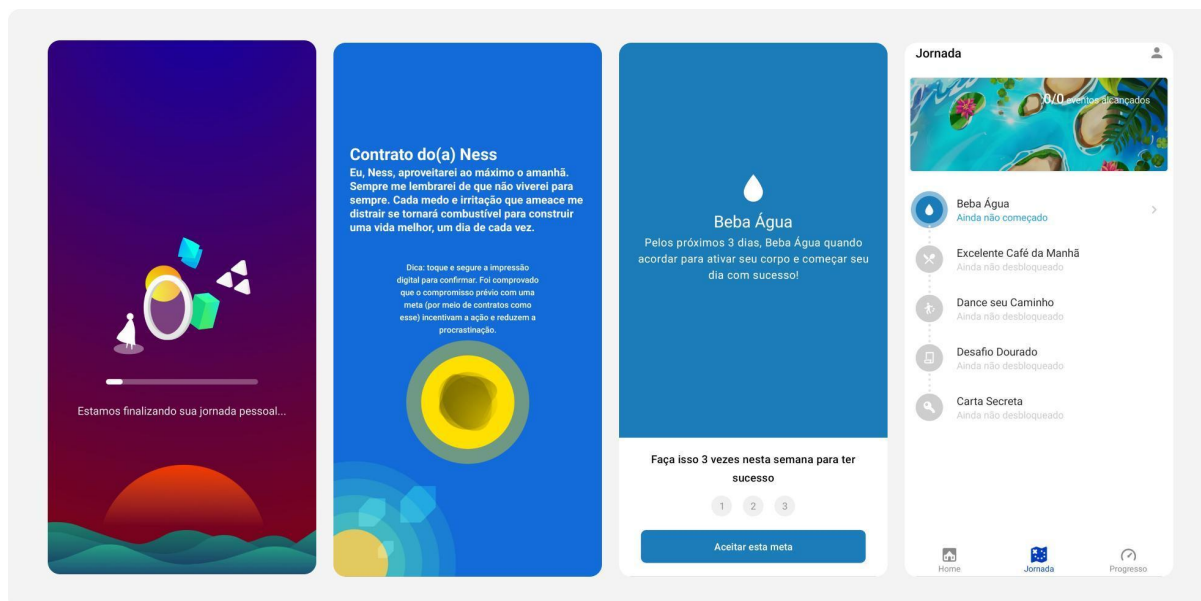 Estamos finalizando sua jornada pessoal...
Contrato do(a) Ness
Eu, Ness, aproveitarei ao máximo o amanhã.
Sempre me lembrarei de que não viverei para
sempre. Cada medo e irritação que ameace me
distrair se tornará combustível para construir
uma vida melhor, um dia de cada vez.
Dica: toque e segure a impressão
digital para confirmar. Foi comprovado
que o compromisso prévio com uma
meta (por meio de contratos como
esse) incentivam a ação e reduzem a
procrastinação.
Beba Água
Pelos próximos 3 dias, Beba Água quando
acordar para ativar seu corpo e começar seu
dia com sucesso!
Faça isso 3 vezes nesta semana para ter
sucesso
1 2 3
Aceitar esta meta
Jornada
0/0 eventos alcançados
Beba Água
Ainda não começado
Excelente Café da Manhã
Ainda não desbloqueado
Dance seu Caminho
Ainda não desbloqueado
Desafio Dourado
Ainda não desbloqueado
Carta Secreta
Ainda não desbloqueado
Home Jornada Progresso